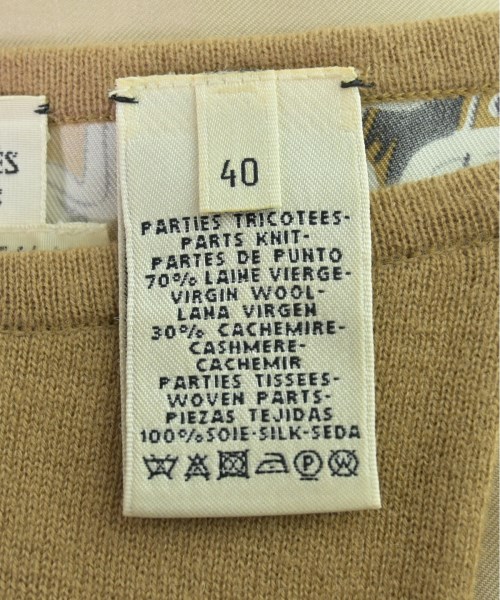 ES
40
PARTIES TRICOTEES-
PARTS KNIT-
PARTES DE PUNTO
70% LAINE VIERGE-
VIRGIN WOOL-
LANA VIRGEN
30% CACHEMIRE-
CASHMERE-
CACHEMIR
PARTIES TISSEES-
WOVEN PARTS-
PIEZAS TEJIDAS
100%SOIE-SILK-SEDA
P W